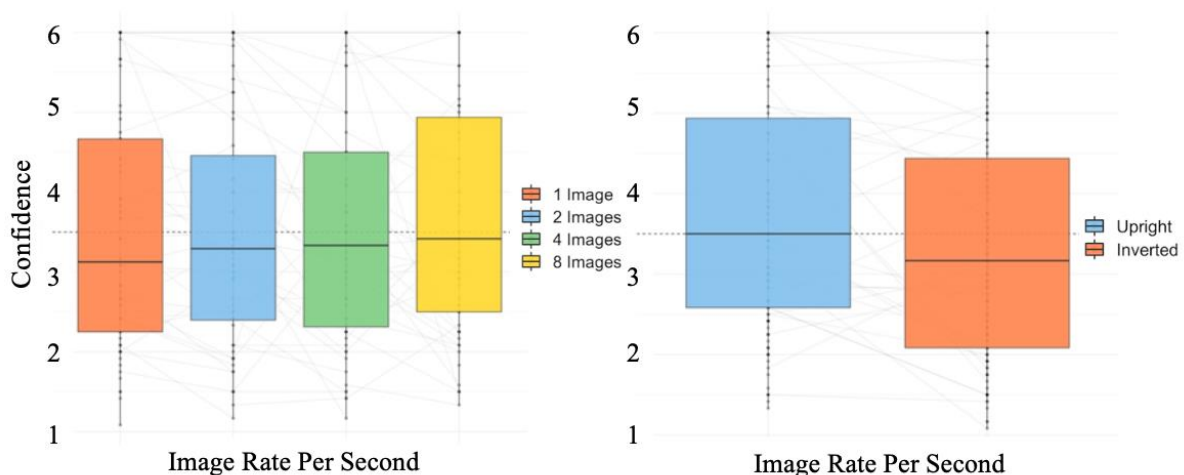 6
5
4
3
2
1
Confidence
Image Rate Per Second
1 Image
2 Images
4 Images
8 Images
6
5
4
3
2
1
Image Rate Per Second
Upright
Inverted